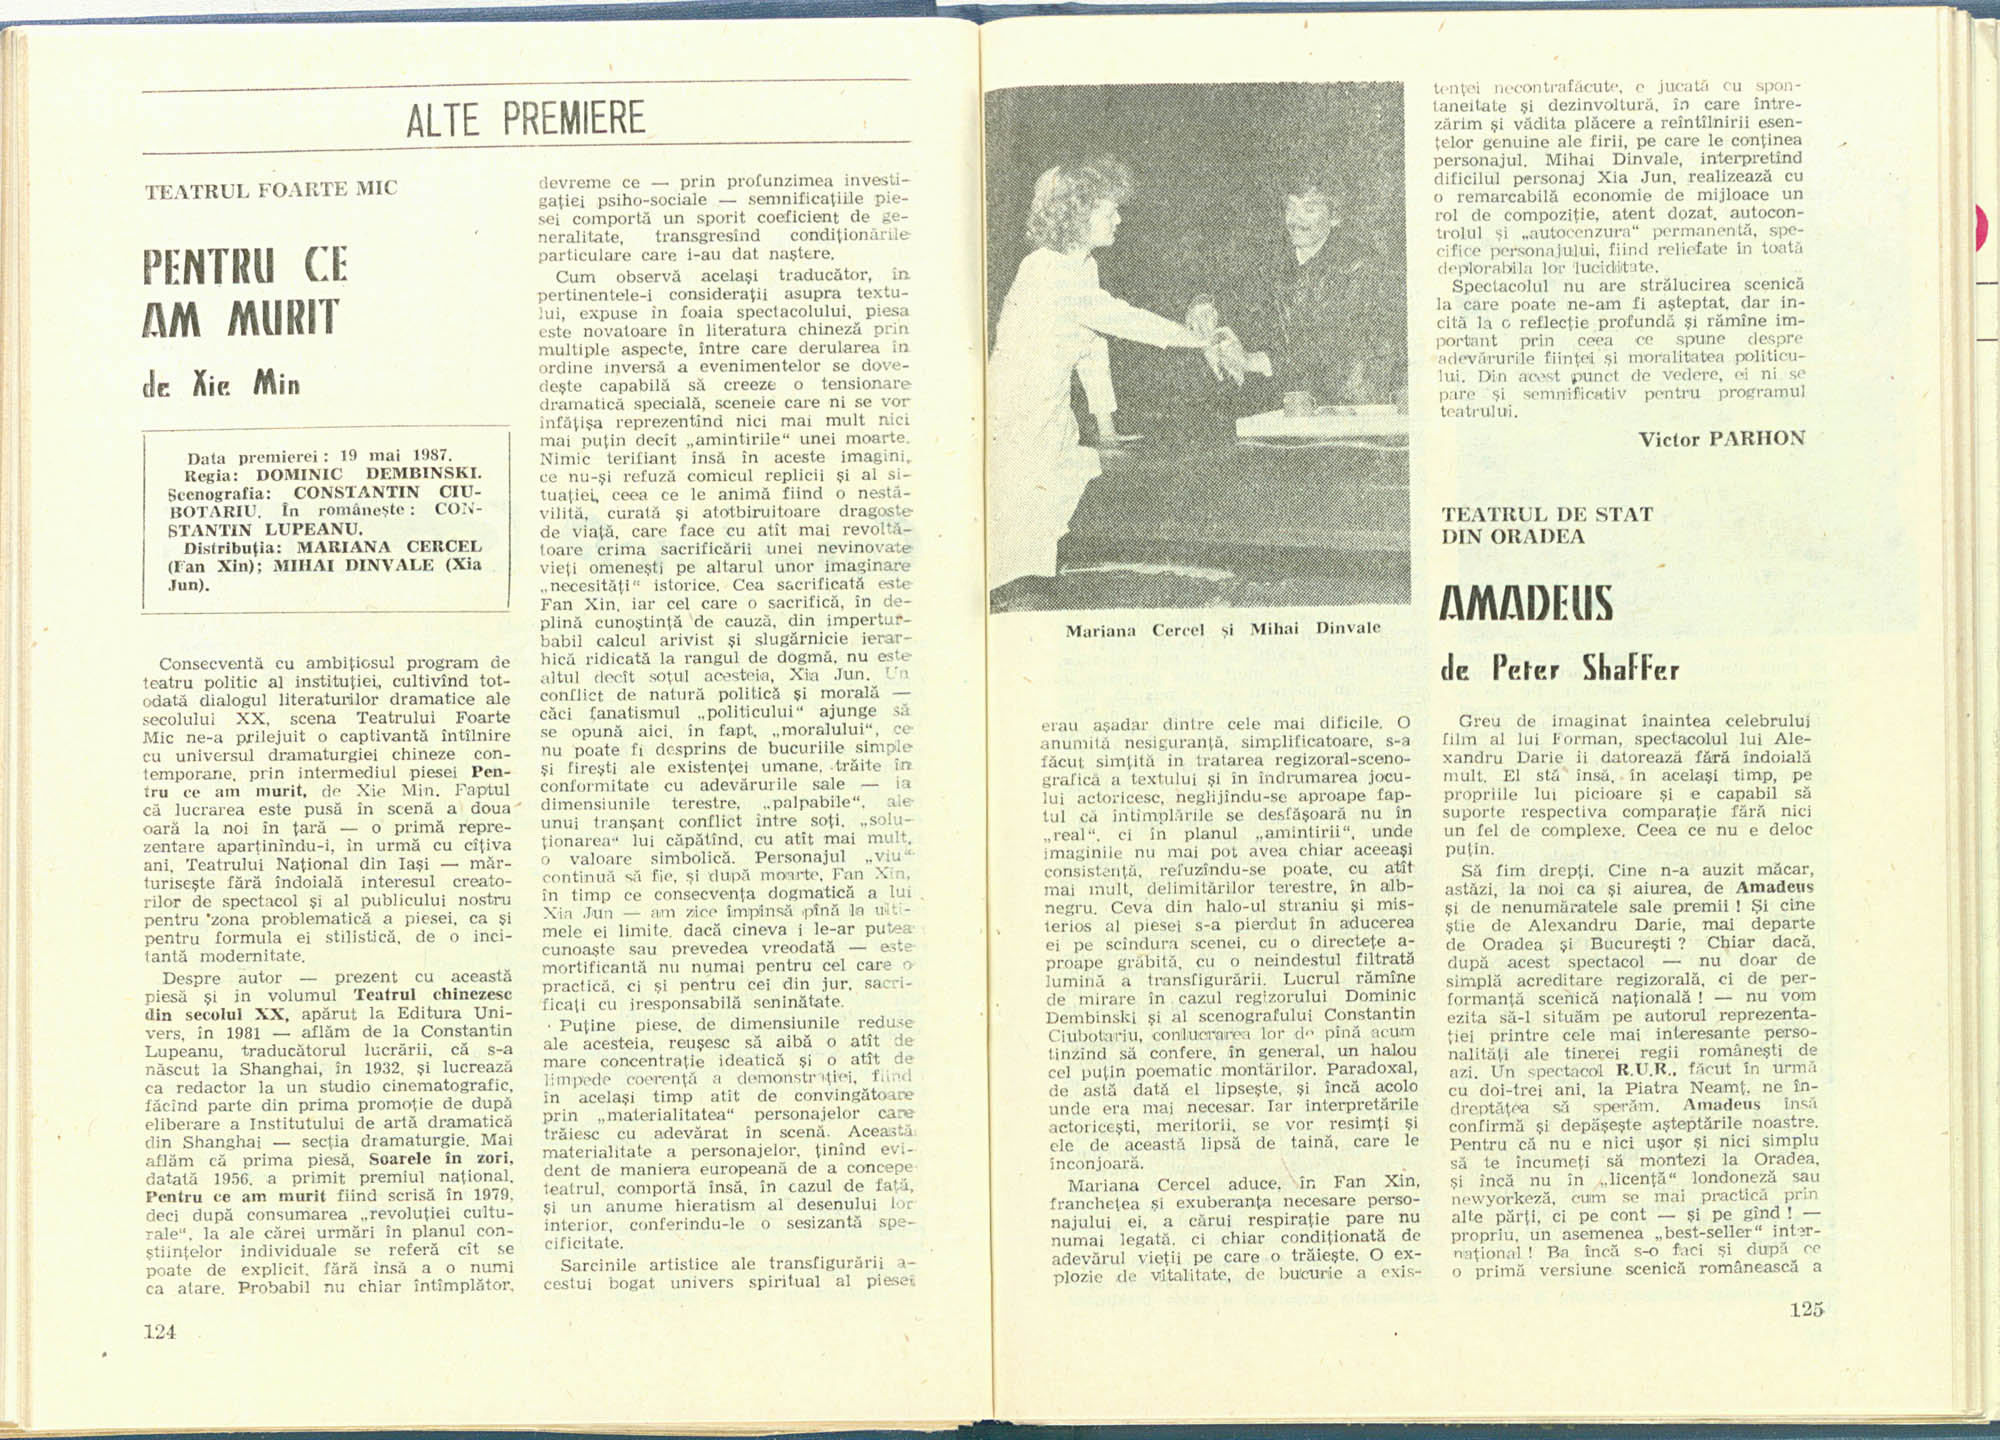 ALTE PREMIERE
TEATRUL FOARTE MIC
PENTRU CE
AM MURIT
de Xie Min
Data premierei : 19 mai 1987.
Regia: DOMINIC DEMBINSKI.
Scenografia: CONSTANTIN CIU-
BOTARIU. În românește : CON-
STANTIN LUPEANU.
Distribuția: MARIANA CERCEL
(Fan Xin); MIHAI DINVALE (Xia
Jun).
Consecventă cu ambițiosul program de
teatru politic al instituției, cultivînd tot-
odată dialogul literaturilor dramatice ale
secolului XX, scena Teatrului Foarte
Mic ne-a prilejuit o captivantă întîlnire
cu universul dramaturgiei chineze con-
temporane, prin intermediul piesei Pen-
tru ce am murit, de Xie Min. Faptul
că lucrarea este pusă în scenă a doua
oară la noi în țară — o primă repre-
zentare aparținîndu-i, în urmă cu cîțiva
ani, Teatrului Național din Iași — măr-
turisește fără îndoială interesul creato-
rilor de spectacol și al publicului nostru
pentru zona problematică a piesei, ca și
pentru formula ei stilistică, de o inci-
tantă modernitate.
Despre autor — prezent cu această
piesă și in volumul Teatrul chinezesc
din secolul XX, apărut la Editura Uni-
vers, în 1981 — aflăm de la Constantin
Lupeanu, traducătorul lucrării, că s-a
născut la Shanghai, în 1932, și lucrează
ca redactor la un studio cinematografic,
făcînd parte din prima promoție de după
eliberare a Institutului de artă dramatică
din Shanghai — secția dramaturgie. Mai
aflăm că prima piesă, Soarele în zori,
datată 1956, a primit premiul național,
Pentru ce am murit fiind scrisă în 1979,
deci după consumarea „revoluției cultu-
rale“, la ale cărei urmări în planul con-
științelor individuale se referă cît se
poate de explicit, fără însă a o numi
ca atare. Probabil nu chiar întîmplător,
124
devreme ce — prin profunzimea investi-
gației psiho-sociale — semnificațiile pie-
sei comportă un sporit coeficient de ge-
neralitate, transgresînd condiționările
particulare care i-au dat naștere.
Cum observă același traducător, în
pertinentele-i considerații asupra textu-
lui, expuse în foaia spectacolului, piesa
este novatoare în literatura chineză prin
multiple aspecte, între care derularea în
ordine inversă a evenimentelor se dove-
dește capabilă să creeze o tensionare
dramatică specială, scenele care ni se vor
înfățișa reprezentînd nici mai mult nici
mai puțin decît „amintirile“ unei moarte.
Nimic terifiant însă în aceste imagini,
ce nu-și refuză comicul replicii și al si-
tuației, ceea ce le animă fiind o nestă-
vilită, curată și atotbiruitoare dragoste
de viață, care face cu atît mai revoltă-
toare crima sacrificării unei nevinovate
vieți omenești pe altarul unor imaginare
„necesități“ istorice. Cea sacrificată este
Fan Xin, iar cel care o sacrifică, în de-
plină cunoștință de cauză, din impertur-
babil calcul arivist și slugărnicie ierar-
hică ridicată la rangul de dogmă, nu este
altul decît soțul acesteia, Xia Jun. Un
conflict de natură politică și morală —
căci fanatismul „politicului“ ajunge să
se opună aici, în fapt, „moralului“, ce
nu poate fi desprins de bucuriile simple
și firești ale existenței umane, trăite în
conformitate cu adevărurile sale — ia
dimensiunile terestre, „palpabile“, ale
unui tranșant conflict între soți, „solu-
ționarea“ lui căpătînd, cu atît mai mult,
o valoare simbolică. Personajul „viu“
continuă să fie, și după moarte, Fan Xin,
în timp ce consecvența dogmatică a lui
Xia Jun — am zice împinsă pînă la ulti-
mele ei limite, dacă cineva i le-ar putea
cunoaște sau prevedea vreodată — este
mortificantă nu numai pentru cel care o
practică, ci și pentru cei din jur, sacri-
ficați cu iresponsabilă seninătate.
Puține piese, de dimensiunile reduse
ale acesteia, reușesc să aibă o atît de
mare concentrație ideatică și o atît de
limpede coerență a demonstrației, fiind
în același timp atît de convingătoare
prin „materialitatea“ personajelor care
trăiesc cu adevărat în scenă. Această
materialitate a personajelor, ținînd evi-
dent de maniera europeană de a concepe
teatrul, comportă însă, în cazul de față,
și un anume hieratism al desenului lor
interior, conferindu-le o sesizantă spe-
cificitate.
Sarcinile artistice ale transfigurării a-
cestui bogat univers spiritual al piesei
Mariana Cercel și Mihai Dinvale
erau așadar dintre cele mai dificile. O
anumită nesiguranță, simplificatoare, s-a
făcut simțită în tratarea regizoral-sceno-
grafică a textului și în îndrumarea jocu-
lui actoricesc, neglijîndu-se aproape fap-
tul că întîmplările se desfășoară nu în
„real“, ci în planul „amintirii“, unde
imaginile nu mai pot avea chiar aceeași
consistență, refuzîndu-se poate, cu atît
mai mult, delimitărilor terestre, în alb-
negru. Ceva din halo-ul straniu și mis-
terios al piesei s-a pierdut în aducerea
ei pe scîndura scenei, cu o directețe a-
proape grăbită, cu o neindestul filtrată
lumină a transfigurării. Lucrul rămîne
de mirare în cazul regizorului Dominic
Dembinski și al scenografului Constantin
Ciubotariu, conlucrarea lor de pînă acum
tinzînd să confere, în general, un halou
cel puțin poematic montărilor. Paradoxal,
de astă dată el lipsește, și încă acolo
unde era mai necesar. Iar interpretările
actoricești, meritorii, se vor resimți și
ele de această lipsă de taină, care le
înconjoară.
Mariana Cercel aduce, în Fan Xin,
franchețea și exuberanța necesare perso-
najului ei, a cărui respirație pare nu
numai legată, ci chiar condiționată de
adevărul vieții pe care o trăiește. O ex-
plozie de vitalitate, de bucurie a exis-
tenței necontrafăcute, e jucată cu spon-
taneitate și dezinvoltură, în care între-
zărim și vădita plăcere a reîntîlnirii esen-
țelor genuine ale firii, pe care le conținea
personajul. Mihai Dinvale, interpretînd
dificilul personaj Xia Jun, realizează cu
o remarcabilă economie de mijloace un
rol de compoziție, atent dozat, autocon-
trolul și „autocenzura“ permanentă, spe-
cifice personajului, fiind reliefate în toată
deplorabila lor luciditate.
Spectacolul nu are strălucirea scenică
la care poate ne-am fi așteptat, dar in-
cită la o reflecție profundă și rămîne im-
portant prin ceea ce spune despre
adevărurile ființei și moralitatea politicu-
lui. Din acest punct de vedere, ei ni se
pare și semnificativ pentru programul
teatrului.
Victor PARHON
TEATRUL DE STAT
DIN ORADEA
AMADEUS
de Peter Shaffer
Greu de imaginat înaintea celebrului
film al lui Forman, spectacolul lui Ale-
xandru Darie ii datorează fără îndoială
mult. El stă însă, în același timp, pe
propriile lui picioare și e capabil să
suporte respectiva comparație fără nici
un fel de complexe. Ceea ce nu e deloc
puțin.
Să fim drepți. Cine n-a auzit măcar,
astăzi, la noi ca și aiurea, de Amadeus
și de nenumăratele sale premii ! Și cine
știe de Alexandru Darie, mai departe
de Oradea și București ? Chiar dacă,
după acest spectacol — nu doar de
simplă acreditare regizorală, ci de per-
formanță scenică națională ! — nu vom
ezita să-l situăm pe autorul reprezenta-
ției printre cele mai interesante perso-
nalități ale tinerei regii românești de
azi. Un spectacol R.U.R., făcut în urmă
cu doi-trei ani, la Piatra Neamț, ne în-
dreptățea să sperăm. Amadeus însă
confirmă și depășește așteptările noastre.
Pentru că nu e nici ușor și nici simplu
să te încumeți să montezi la Oradea,
și încă nu în „licență“ londoneză sau
newyorkeză, cum se mai practică prin
alte părți, ci pe cont — și pe gînd ! —
propriu, un asemenea „best-seller“ inter-
național ! Ba încă s-o faci și după ce
o primă versiune scenică românească a
125